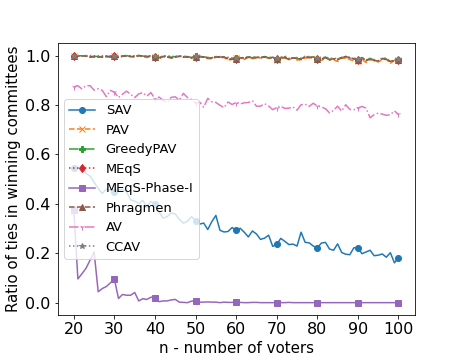 Ratio of ties in winning committees
1.0
0.8
0.6
0.4
0.2
0.0
SAV
PAV
GreedyPAV
MEqS
MEqS-Phase-I
Phragmen
AV
CCAV
20 30 40 50 60 70 80 90 100
n - number of voters